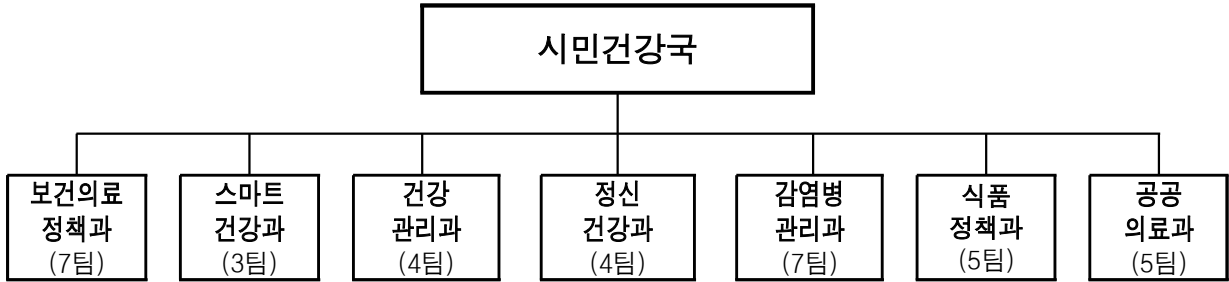 시민건강국
보건의료
정책과
(7팀)
스마트
건강과
(3팀)
건강
관리과
(4팀)
정신
건강과
(4팀)
감염병
관리과
(7팀)
식품
정책과
(5팀)
공공
의료과
(5팀)